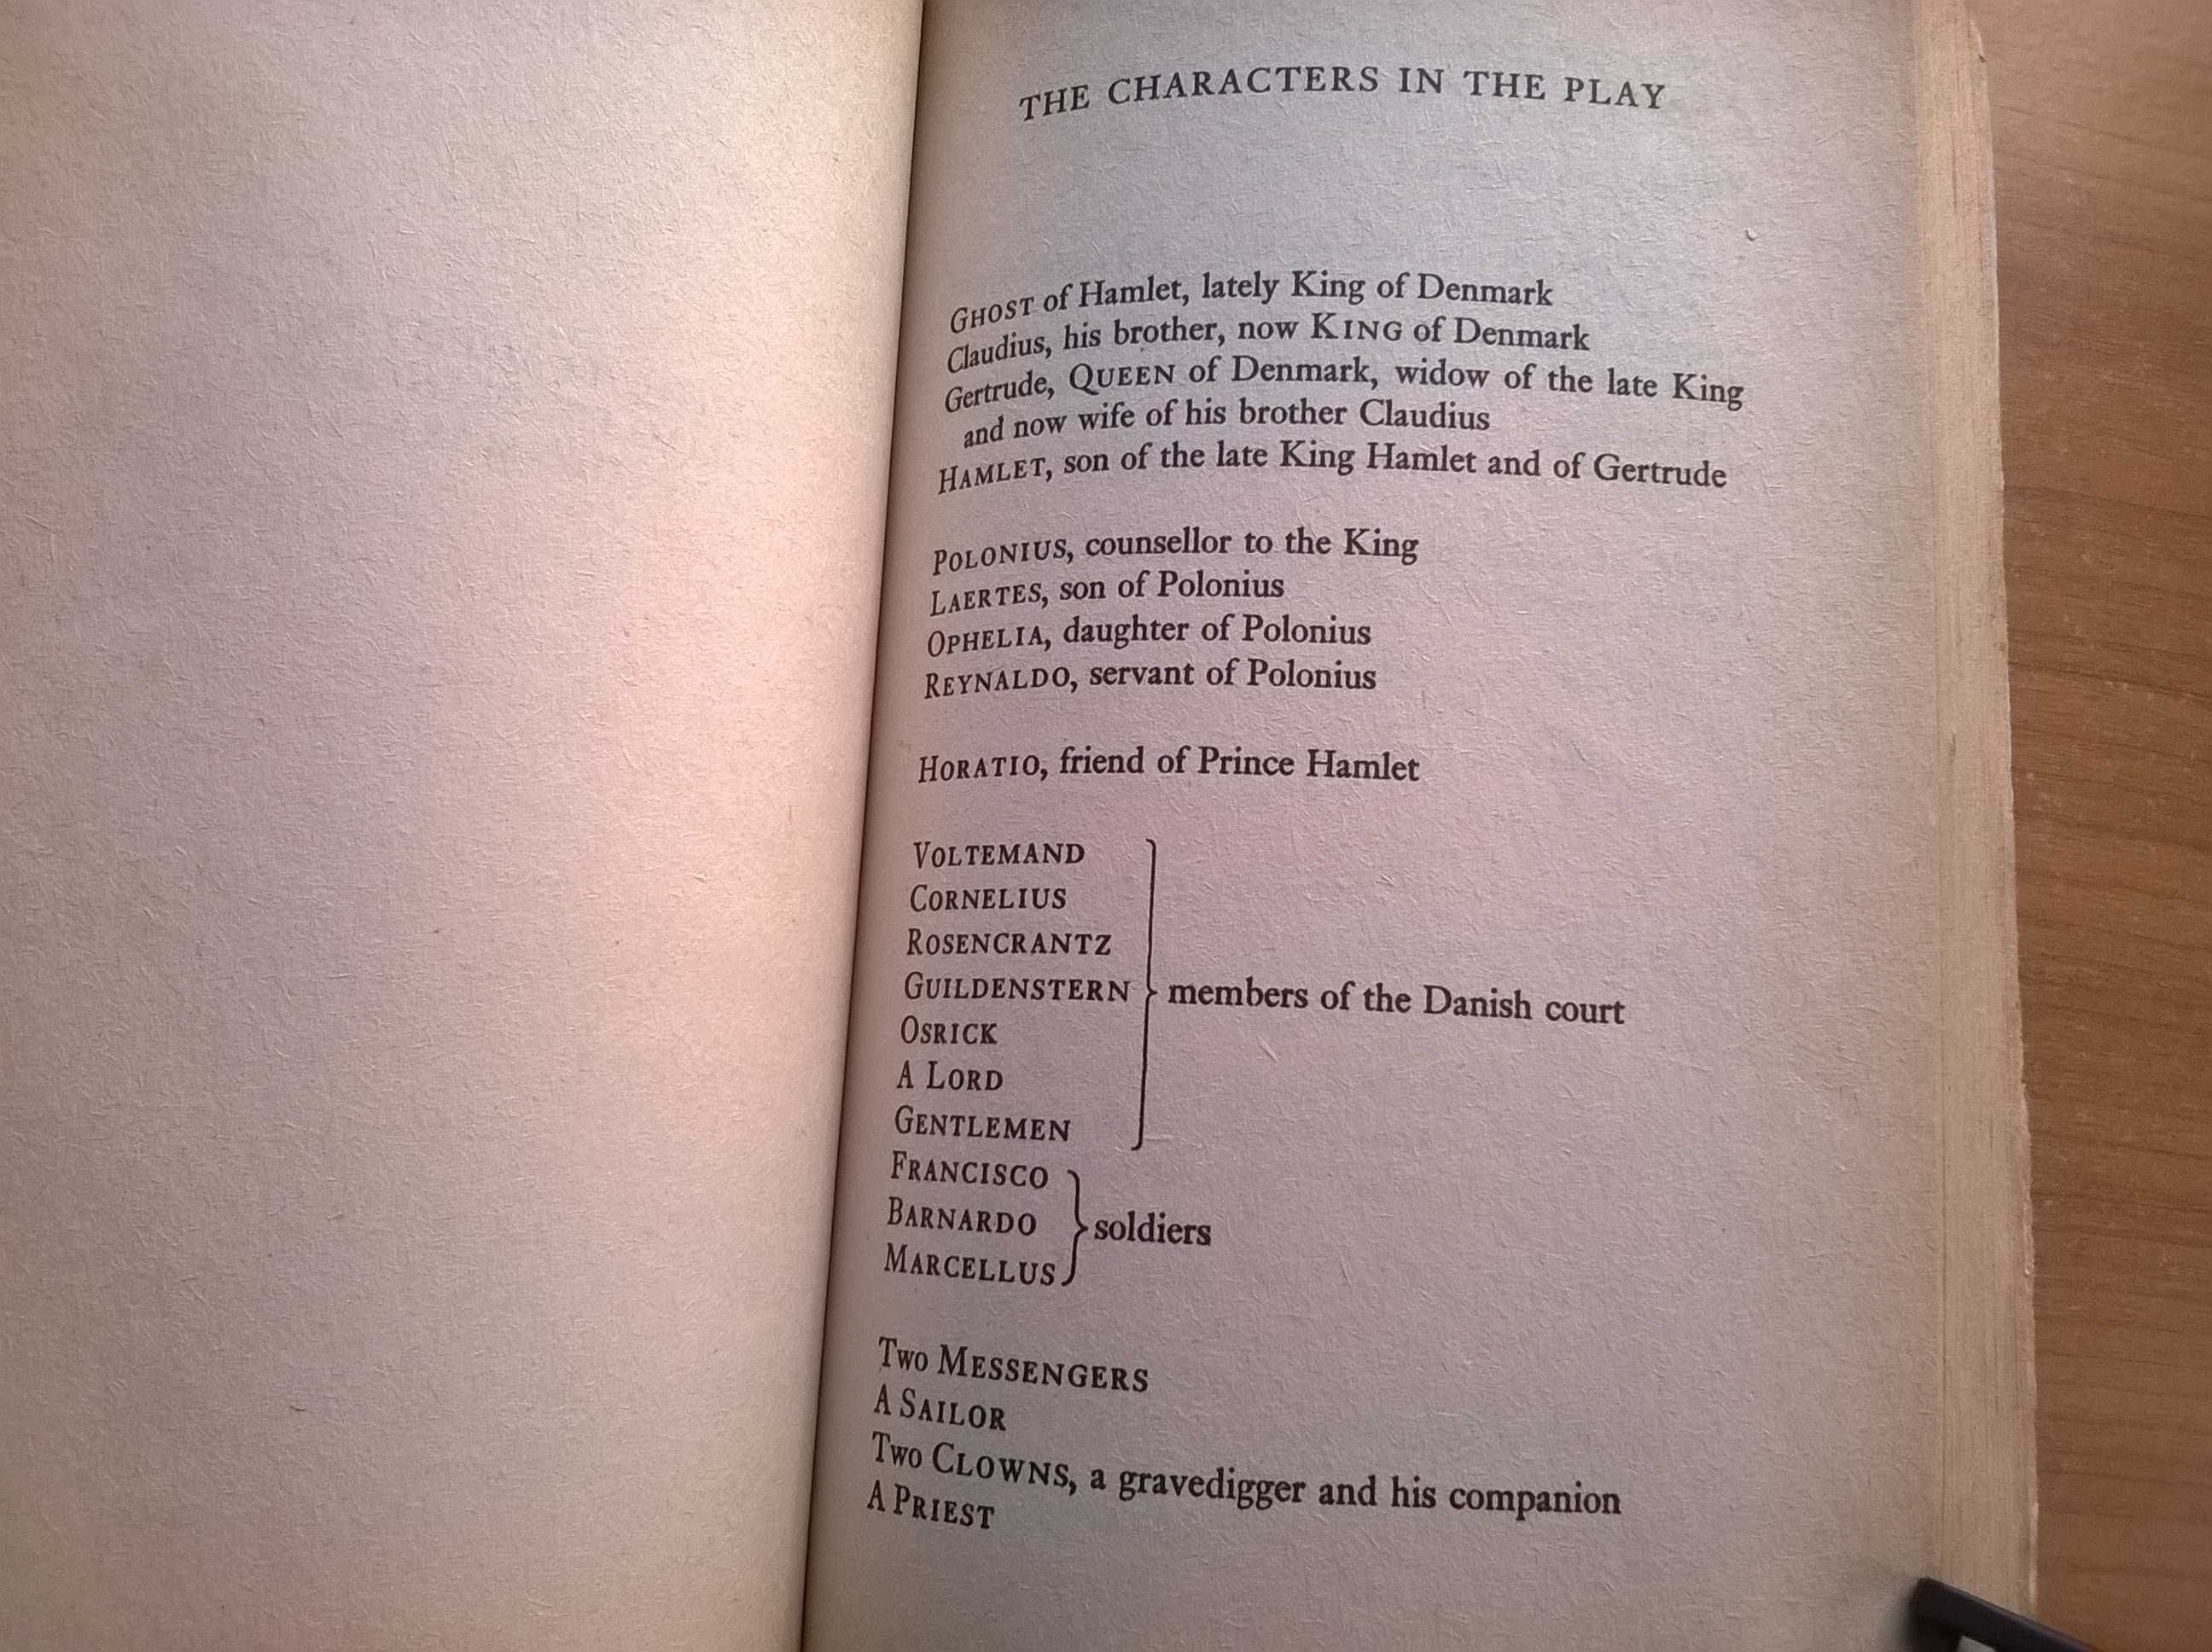 THE CHARACTERS IN THE PLAY
GHOST of Hamlet, lately King of Denmark
Claudius, his brother, now KING of Denmark
Gertrude, QUEEN of Denmark, widow of the late King
and now wife of his brother Claudius
HAMLET, son of the late King Hamlet and of Gertrude
POLONIUS, counsellor to the King
LAERTES, son of Polonius
OPHELIA, daughter of Polonius
REYNALDO, servant of Polonius
HORATIO, friend of Prince Hamlet
VOLTEMAND
CORNELIUS
ROSENCRANTZ
GUILDENSTERN } members of the Danish court
OSRICK
A LORD
GENTLEMEN
FRANCISCO
BARNARDO } soldiers
MARCELLUS
Two MESSENGERS
A SAILOR
Two CLOWNS, a gravedigger and his companion
A PRIEST